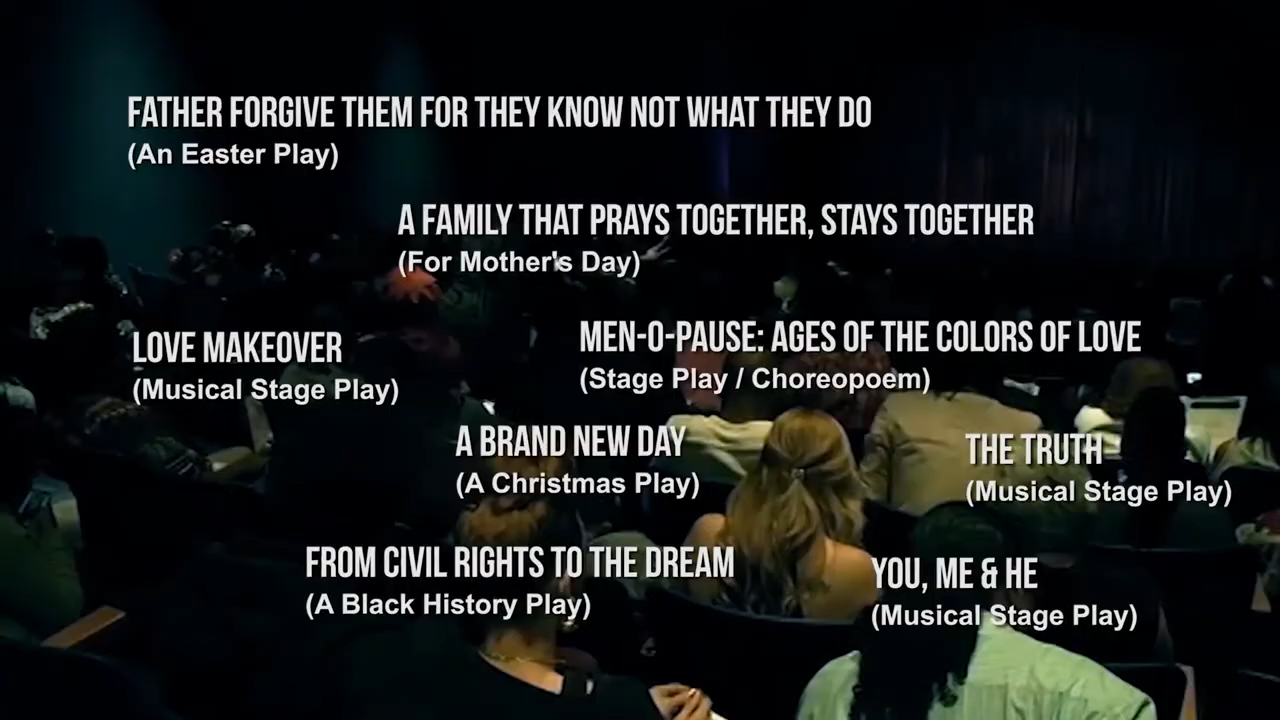 FATHER FORGIVE THEM FOR THEY KNOW NOT WHAT THEY DO
(An Easter Play)
A FAMILY THAT PRAYS TOGETHER, STAYS TOGETHER
(For Mother's Day)
LOVE MAKEOVER
(Musical Stage Play)
MEN-O-PAUSE: AGES OF THE COLORS OF LOVE
(Stage Play / Choreopoem)
A BRAND NEW DAY
(A Christmas Play)
THE TRUTH
(Musical Stage Play)
FROM CIVIL RIGHTS TO THE DREAM
(A Black History Play)
YOU, ME & HE
(Musical Stage Play)